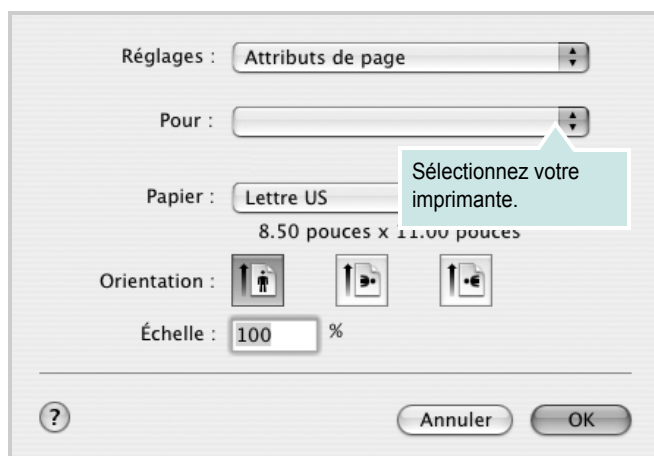 Réglages : Attributs de page
Pour :
Sélectionnez votre
imprimante.
Papier : Lettre US
8.50 pouces x 11.00 pouces
Orientation :
Échelle : 100 %
? Annuler OK